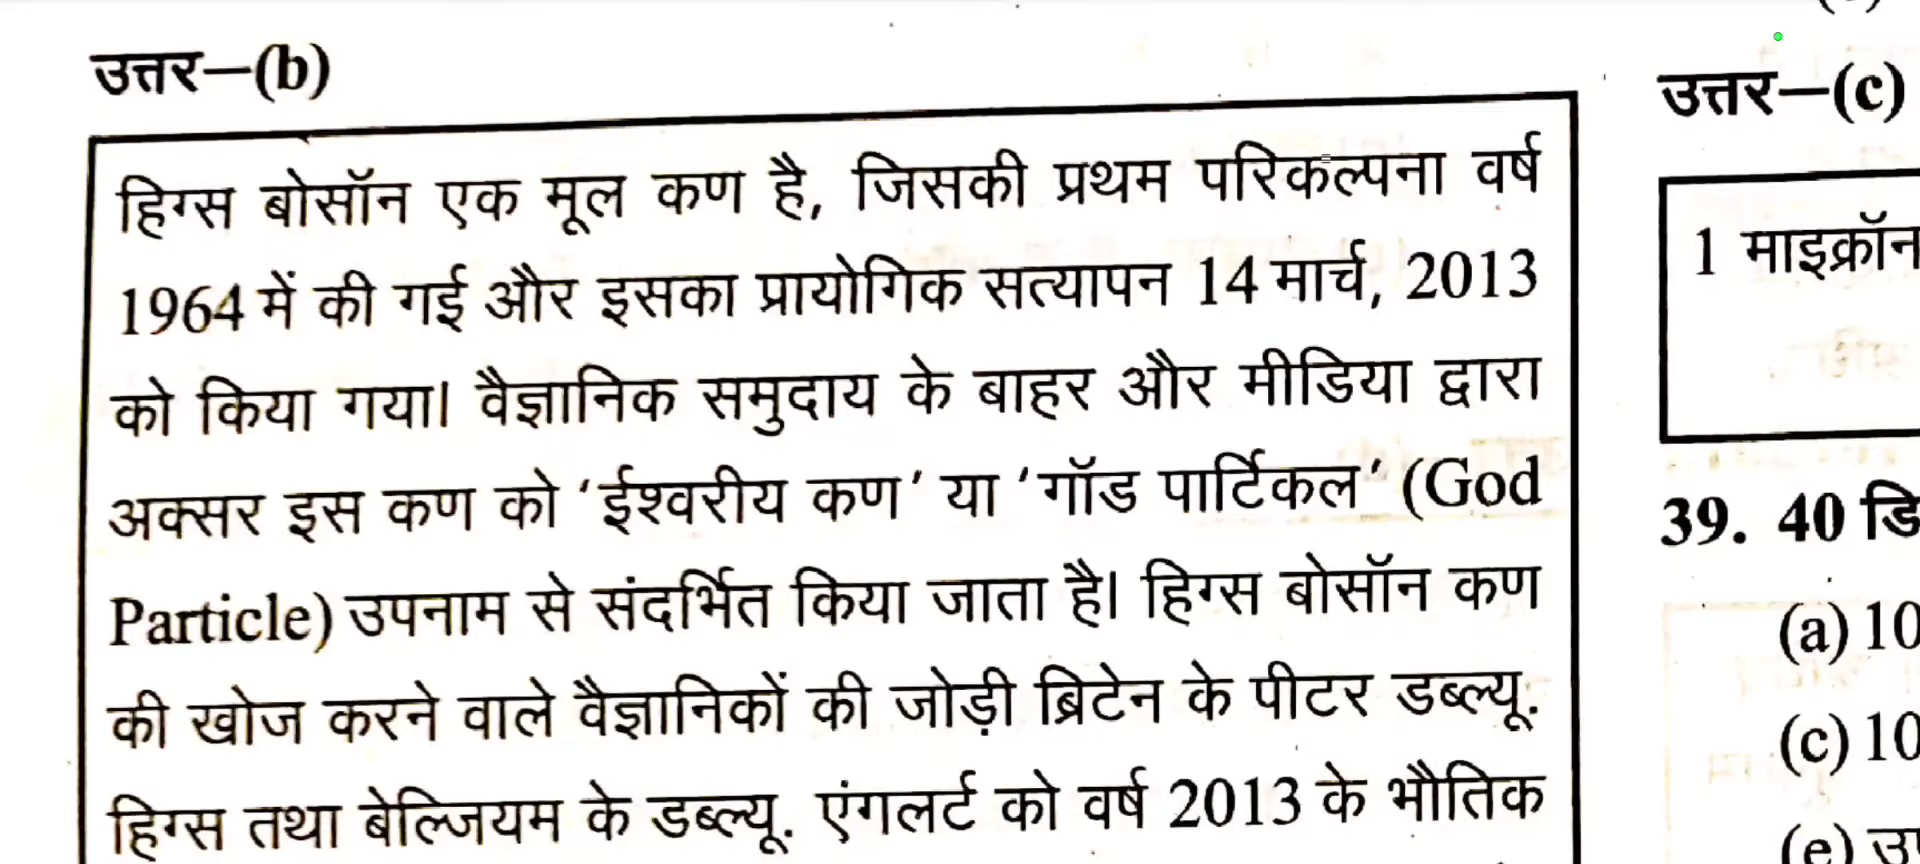 उत्तर—(b)
हिग्स बोसॉन एक मूल कण है, जिसकी प्रथम परिकल्पना वर्ष
1964 में की गई और इसका प्रायोगिक सत्यापन 14 मार्च, 2013
को किया गया। वैज्ञानिक समुदाय के बाहर और मीडिया द्वारा
अक्सर इस कण को ‘ईश्वरीय कण’ या ‘गॉड पार्टिकल’ (God
Particle) उपनाम से संदर्भित किया जाता है। हिग्स बोसॉन कण
की खोज करने वाले वैज्ञानिकों की जोड़ी ब्रिटेन के पीटर डब्ल्यू.
हिग्स तथा बेल्जियम के डब्ल्यू. एंगलर्ट को वर्ष 2013 के भौतिक
उत्तर—(c)
1 माइक्रॉन
39. 40 डि
(a) 10
(c) 10
(e)